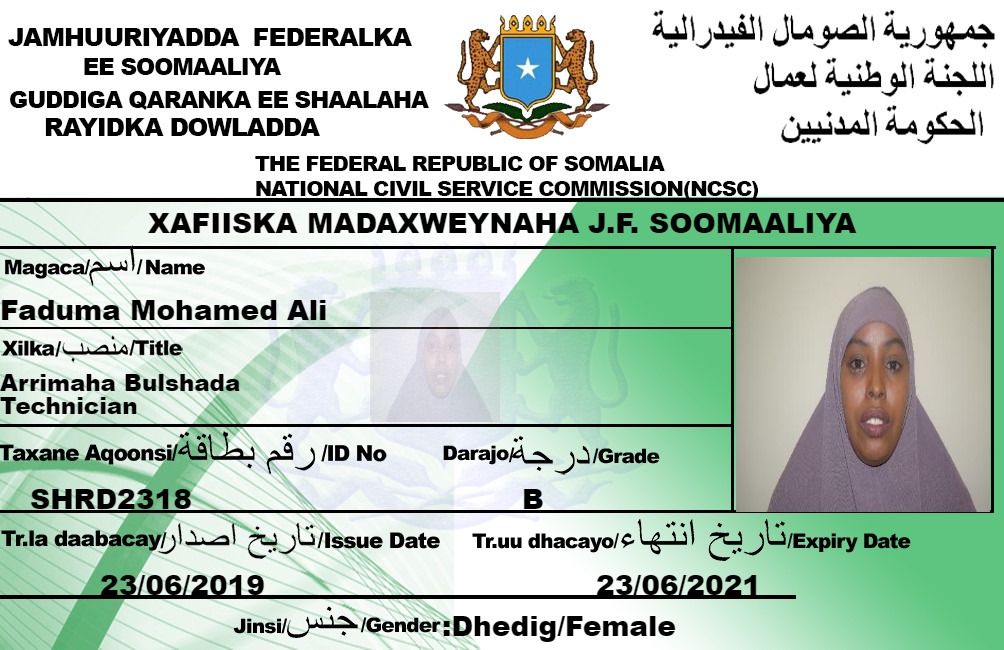 JAMHUURIYADDA FEDERALKA
EE SOOMAALIYA
GUDDIGA QARANKA EE SHAALAHA
RAYIDKA DOWLADDA
جمهورية الصومال الفيدرالية
اللجنة الوطنية لعمال
الحكومة المدنيين
THE FEDERAL REPUBLIC OF SOMALIA
NATIONAL CIVIL SERVICE COMMISSION(NCSC)
XAFIISKA MADAXWEYNAHA J.F. SOOMAALIYA
Magaca/اسم/Name
Faduma Mohamed Ali
Xilka/منصب/Title
Arrimaha Bulshada
Technician
Taxane Aqoonsi/رقم بطاقة/ID No
Darajo/درجة/Grade
SHRD2318
B
Tr.la daabacay/تاريخ اصدار/Issue Date
Tr.uu dhacayo/تاريخ انتهاء/Expiry Date
23/06/2019
23/06/2021
Jinsi/جنس/Gender:Dhedig/Female